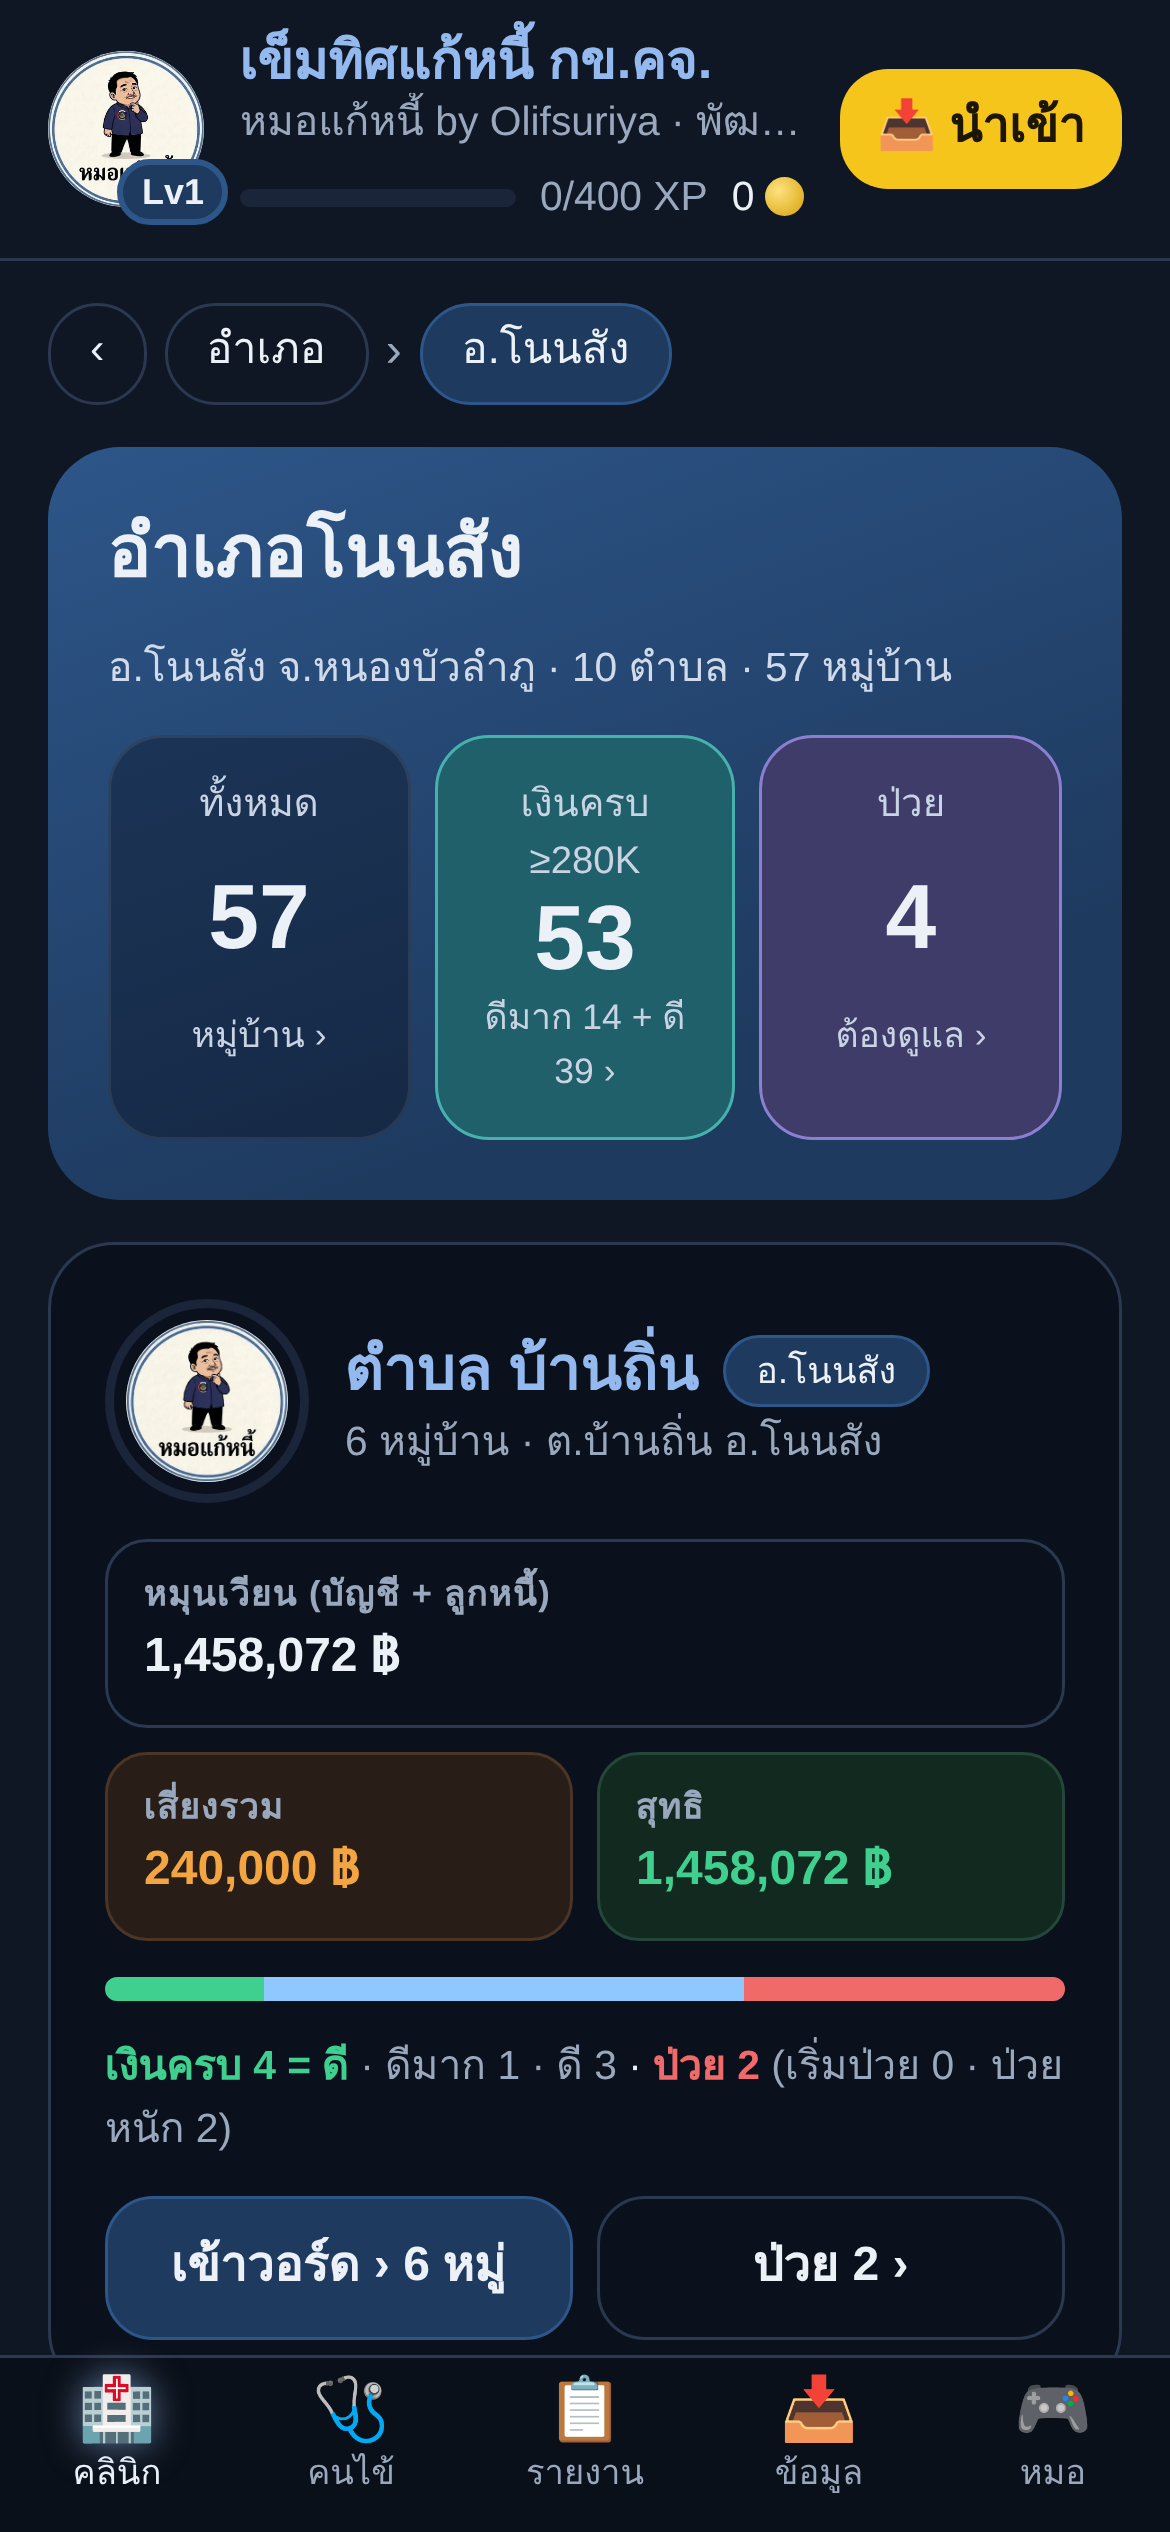 เข็มทิศแก้หนี้ กข.คจ.
หมอแก้หนี้ by Olifsuriya · พัฒ...
Lv1
0/400 XP 0
📥 นำเข้า
‹ อำเภอ › อ.โนนสัง
อำเภอโนนสัง
อ.โนนสัง จ.หนองบัวลำภู · 10 ตำบล · 57 หมู่บ้าน
ทั้งหมด
57
หมู่บ้าน ›
เงินครบ
≥280K
53
ดีมาก 14 + ดี
39 ›
ป่วย
4
ต้องดูแล ›
หมอแก้หนี้
ตำบล บ้านถิ่น อ.โนนสัง
6 หมู่บ้าน · ต.บ้านถิ่น อ.โนนสัง
หมุนเวียน (บัญชี + ลูกหนี้)
1,458,072 ฿
เสี่ยงรวม
240,000 ฿
สุทธิ
1,458,072 ฿
เงินครบ 4 = ดี · ดีมาก 1 · ดี 3 · ป่วย 2 (เริ่มป่วย 0 · ป่วย
หนัก 2)
เข้าวอร์ด › 6 หมู่
ป่วย 2 ›
คลินิก
คนไข้
รายงาน
ข้อมูล
หมอ